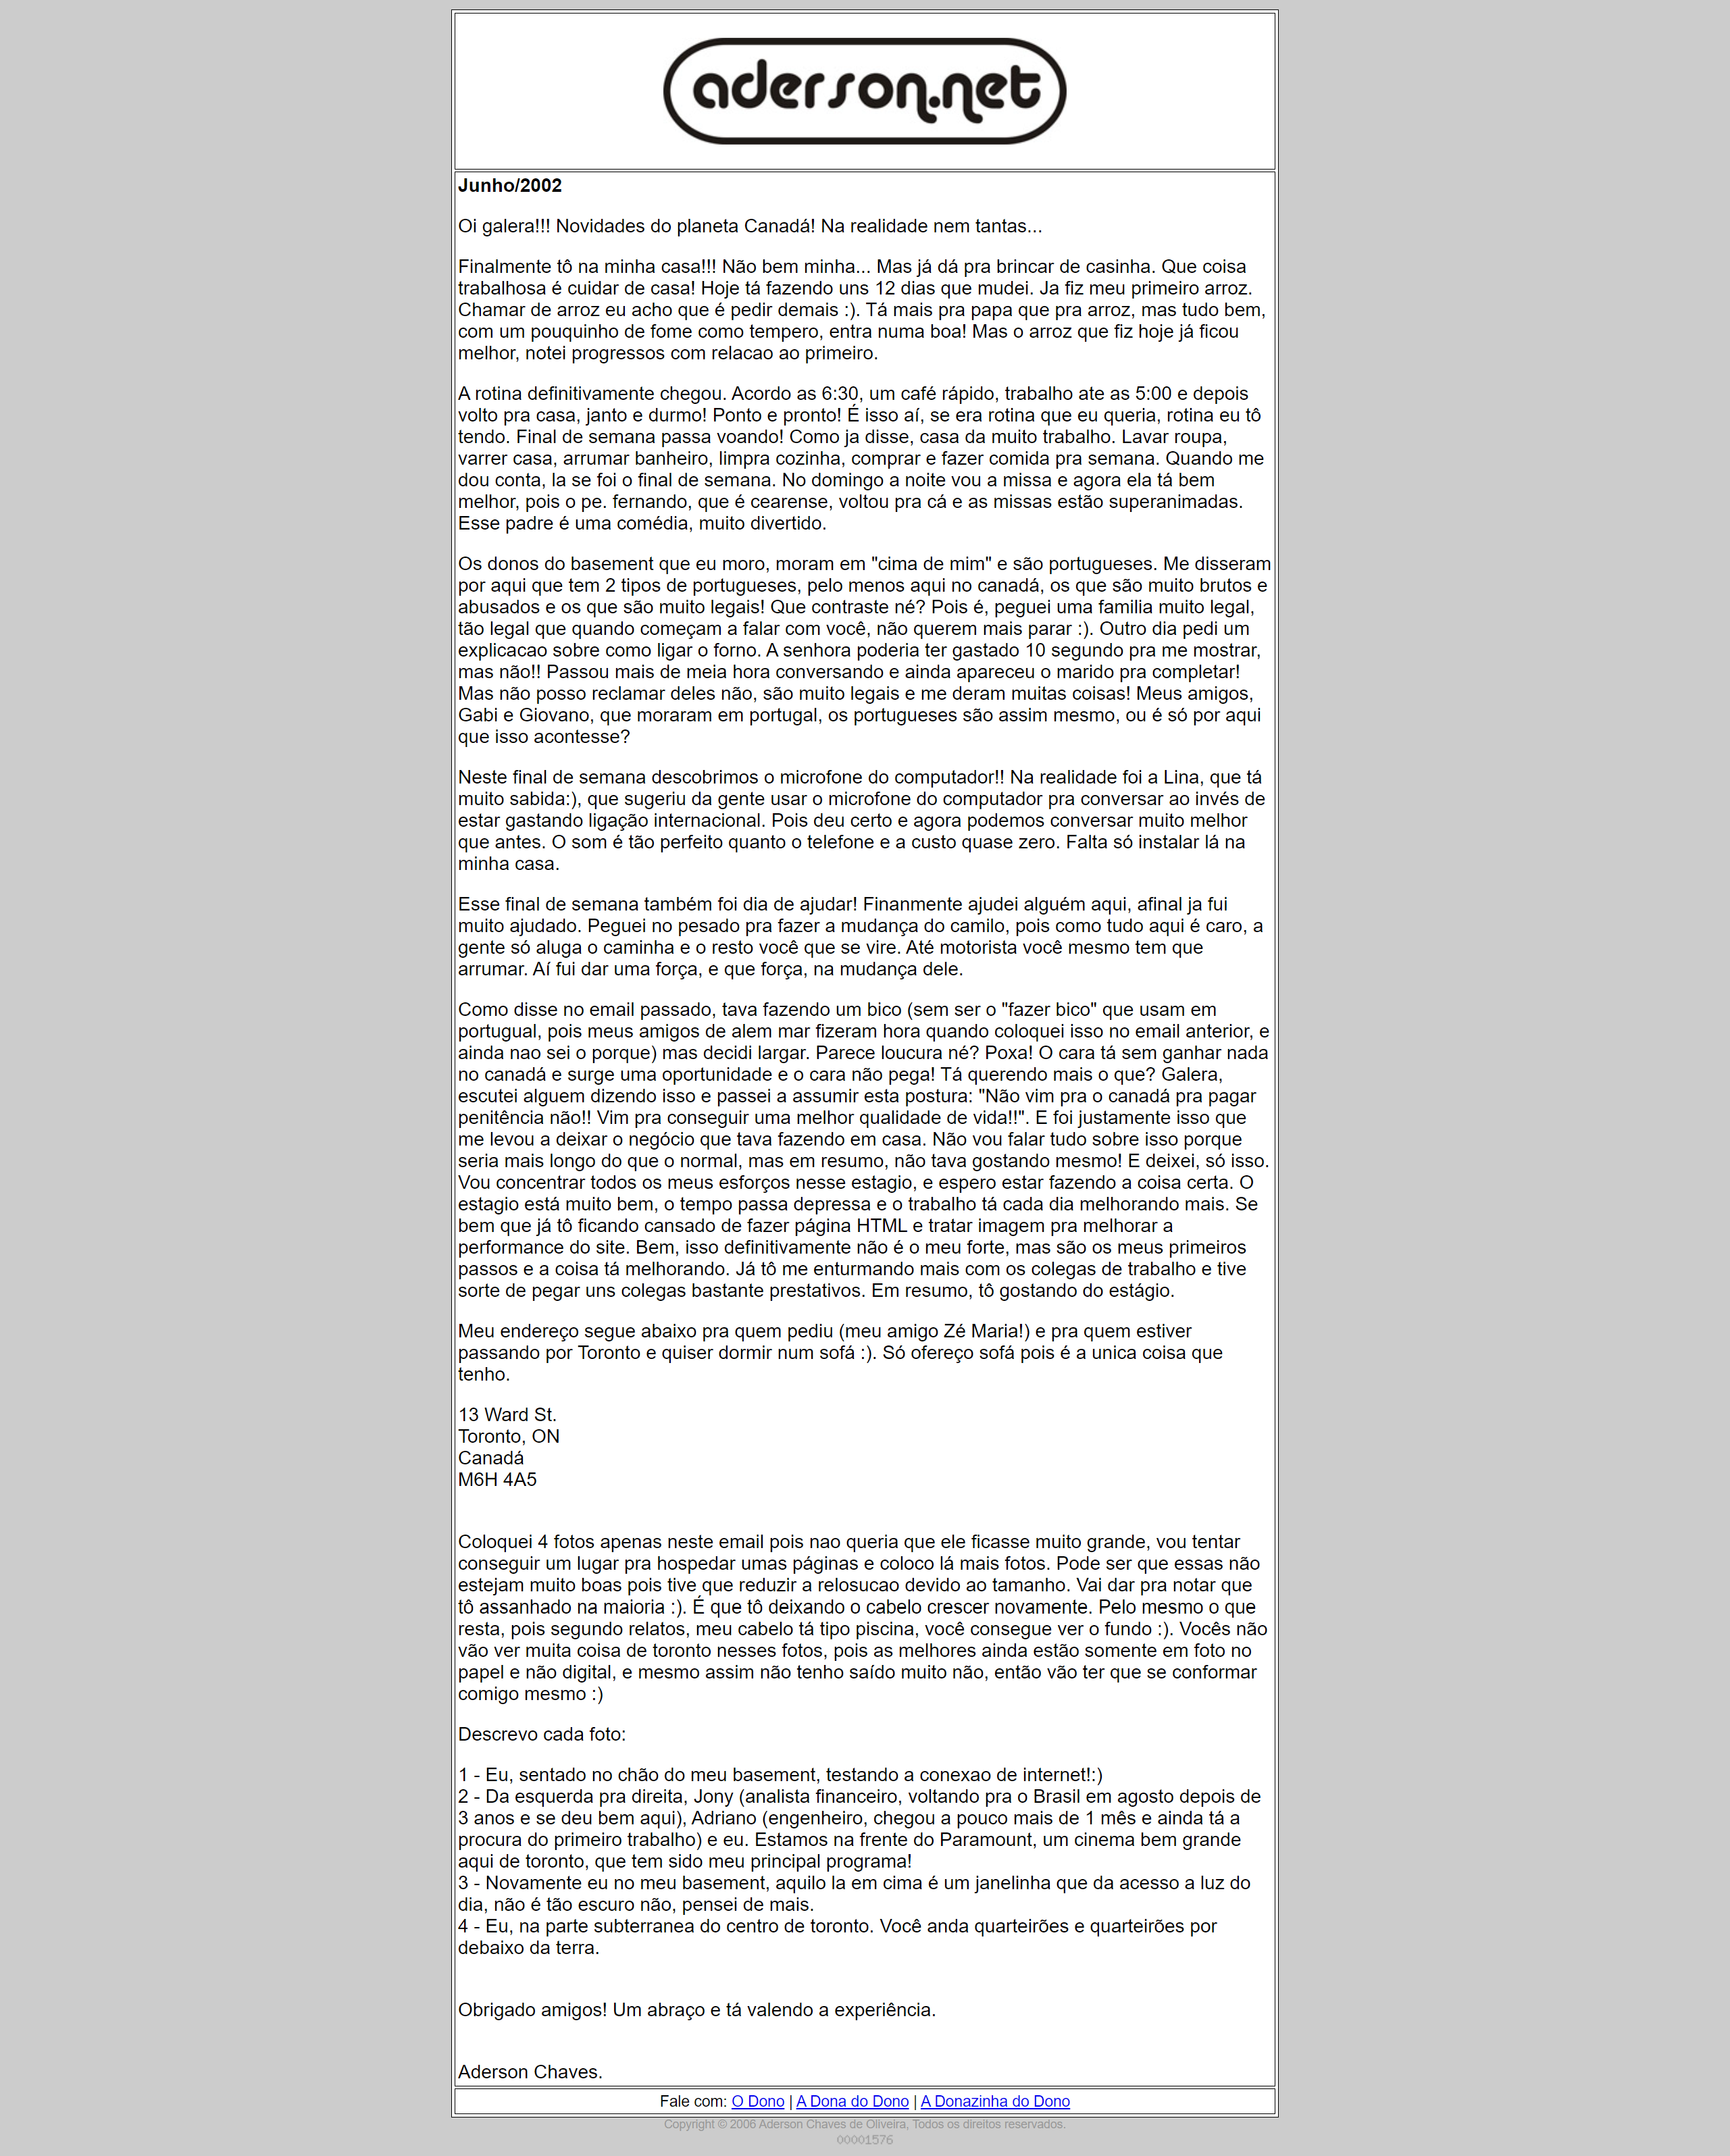 aderson.net
Junho/2002
Oi galera!!! Novidades do planeta Canadá! Na realidade nem tantas...
Finalmente tô na minha casa!!! Não bem minha... Mas já dá pra brincar de casinha. Que coisa
trabalhosa é cuidar de casa! Hoje tá fazendo uns 12 dias que mudei. Ja fiz meu primeiro arroz.
Chamar de arroz eu acho que é pedir demais :). Tá mais pra papa que pra arroz, mas tudo bem,
com um pouquinho de fome como tempero, entra numa boa! Mas o arroz que fiz hoje já ficou
melhor, notei progressos com relacao ao primeiro.
A rotina definitivamente chegou. Acordo as 6:30, um café rápido, trabalho ate as 5:00 e depois
volto pra casa, janto e durmo! Ponto e pronto! É isso aí, se era rotina que eu queria, rotina eu tô
tendo. Final de semana passa voando! Como ja disse, casa da muito trabalho. Lavar roupa,
varrer casa, arrumar banheiro, limpra cozinha, comprar e fazer comida pra semana. Quando me
dou conta, la se foi o final de semana. No domingo a noite vou a missa e agora ela tá bem
melhor, pois o pe. fernando, que é cearense, voltou pra cá e as missas estão superanimadas.
Esse padre é uma comédia, muito divertido.
Os donos do basement que eu moro, moram em "cima de mim" e são portugueses. Me disseram
por aqui que tem 2 tipos de portugueses, pelo menos aqui no canadá, os que são muito brutos e
abusados e os que são muito legais! Que contraste né? Pois é, peguei uma familia muito legal,
tão legal que quando começam a falar com você, não querem mais parar :). Outro dia pedi um
explicacao sobre como ligar o forno. A senhora poderia ter gastado 10 segundo pra me mostrar,
mas não!! Passou mais de meia hora conversando e ainda apareceu o marido pra completar!
Mas não posso reclamar deles não, são muito legais e me deram muitas coisas! Meus amigos,
Gabi e Giovano, que moraram em portugal, os portugueses são assim mesmo, ou é só por aqui
que isso acontesse?
Neste final de semana descobrimos o microfone do computador!! Na realidade foi a Lina, que tá
muito sabida:), que sugeriu da gente usar o microfone do computador pra conversar ao invés de
estar gastando ligação internacional. Pois deu certo e agora podemos conversar muito melhor
que antes. O som é tão perfeito quanto o telefone e a custo quase zero. Falta só instalar lá na
minha casa.
Esse final de semana também foi dia de ajudar! Finanmente ajudei alguém aqui, afinal ja fui
muito ajudado. Peguei no pesado pra fazer a mudança do camilo, pois como tudo aqui é caro, a
gente só aluga o caminha e o resto você que se vire. Até motorista você mesmo tem que
arrumar. Aí fui dar uma força, e que força, na mudança dele.
Como disse no email passado, tava fazendo um bico (sem ser o "fazer bico" que usam em
portugual, pois meus amigos de alem mar fizeram hora quando coloquei isso no email anterior, e
ainda nao sei o porque) mas decidi largar. Parece loucura né? Poxa! O cara tá sem ganhar nada
no canadá e surge uma oportunidade e o cara não pega! Tá querendo mais o que? Galera,
escutei alguem dizendo isso e passei a assumir esta postura: "Não vim pra o canadá pra pagar
penitência não!! Vim pra conseguir uma melhor qualidade de vida!!". E foi justamente isso que
me levou a deixar o negócio que tava fazendo em casa. Não vou falar tudo sobre isso porque
seria mais longo do que o normal, mas em resumo, não tava gostando mesmo! E deixei, só isso.
Vou concentrar todos os meus esforços nesse estagio, e espero estar fazendo a coisa certa. O
estagio está muito bem, o tempo passa depressa e o trabalho tá cada dia melhorando mais. Se
bem que já tô ficando cansado de fazer página HTML e tratar imagem pra melhorar a
performance do site. Bem, isso definitivamente não é o meu forte, mas são os meus primeiros
passos e a coisa tá melhorando. Já tô me enturmando mais com os colegas de trabalho e tive
sorte de pegar uns colegas bastante prestativos. Em resumo, tô gostando do estágio.
Meu endereço segue abaixo pra quem pediu (meu amigo Zé Maria!) e pra quem estiver
passando por Toronto e quiser dormir num sofá :). Só ofereço sofá pois é a unica coisa que
tenho.
13 Ward St.
Toronto, ON
Canadá
M6H 4A5
Coloquei 4 fotos apenas neste email pois nao queria que ele ficasse muito grande, vou tentar
conseguir um lugar pra hospedar umas páginas e coloco lá mais fotos. Pode ser que essas não
estejam muito boas pois tive que reduzir a relosucao devido ao tamanho. Vai dar pra notar que
tô assanhado na maioria :). É que tô deixando o cabelo crescer novamente. Pelo mesmo o que
resta, pois segundo relatos, meu cabelo tá tipo piscina, você consegue ver o fundo :). Vocês não
vão ver muita coisa de toronto nesses fotos, pois as melhores ainda estão somente em foto no
papel e não digital, e mesmo assim não tenho saído muito não, então vão ter que se conformar
comigo mesmo :)
Descrevo cada foto:
1 - Eu, sentado no chão do meu basement, testando a conexao de internet!:)
2 - Da esquerda pra direita, Jony (analista financeiro, voltando pra o Brasil em agosto depois de
3 anos e se deu bem aqui), Adriano (engenheiro, chegou a pouco mais de 1 mês e ainda tá a
procura do primeiro trabalho) e eu. Estamos na frente do Paramount, um cinema bem grande
aqui de toronto, que tem sido meu principal programa!
3 - Novamente eu no meu basement, aquilo la em cima é um janelinha que da acesso a luz do
dia, não é tão escuro não, pensei de mais.
4 - Eu, na parte subterranea do centro de toronto. Você anda quarteirões e quarteirões por
debaixo da terra.
Obrigado amigos! Um abraço e tá valendo a experiência.
Aderson Chaves.
Fale com: O Dono | A Dona do Dono | A Donazinha do Dono
Copyright © 2006 Aderson Chaves de Oliveira, Todos os direitos reservados.
00001576